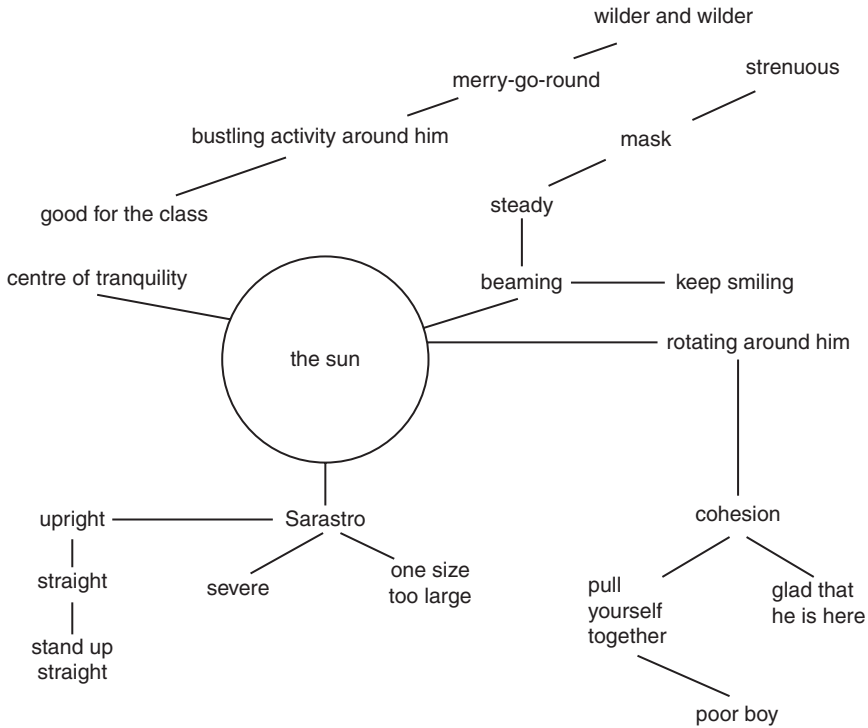 wilder and wilder
strenuous
merry-go-round
bustling activity around him
mask
good for the class
steady
centre of tranquility
beaming
keep smiling
the sun
rotating around him
upright
Sarastro
cohesion
straight
severe
one size
too large
pull
yourself
together
glad that
he is here
stand up
straight
poor boy